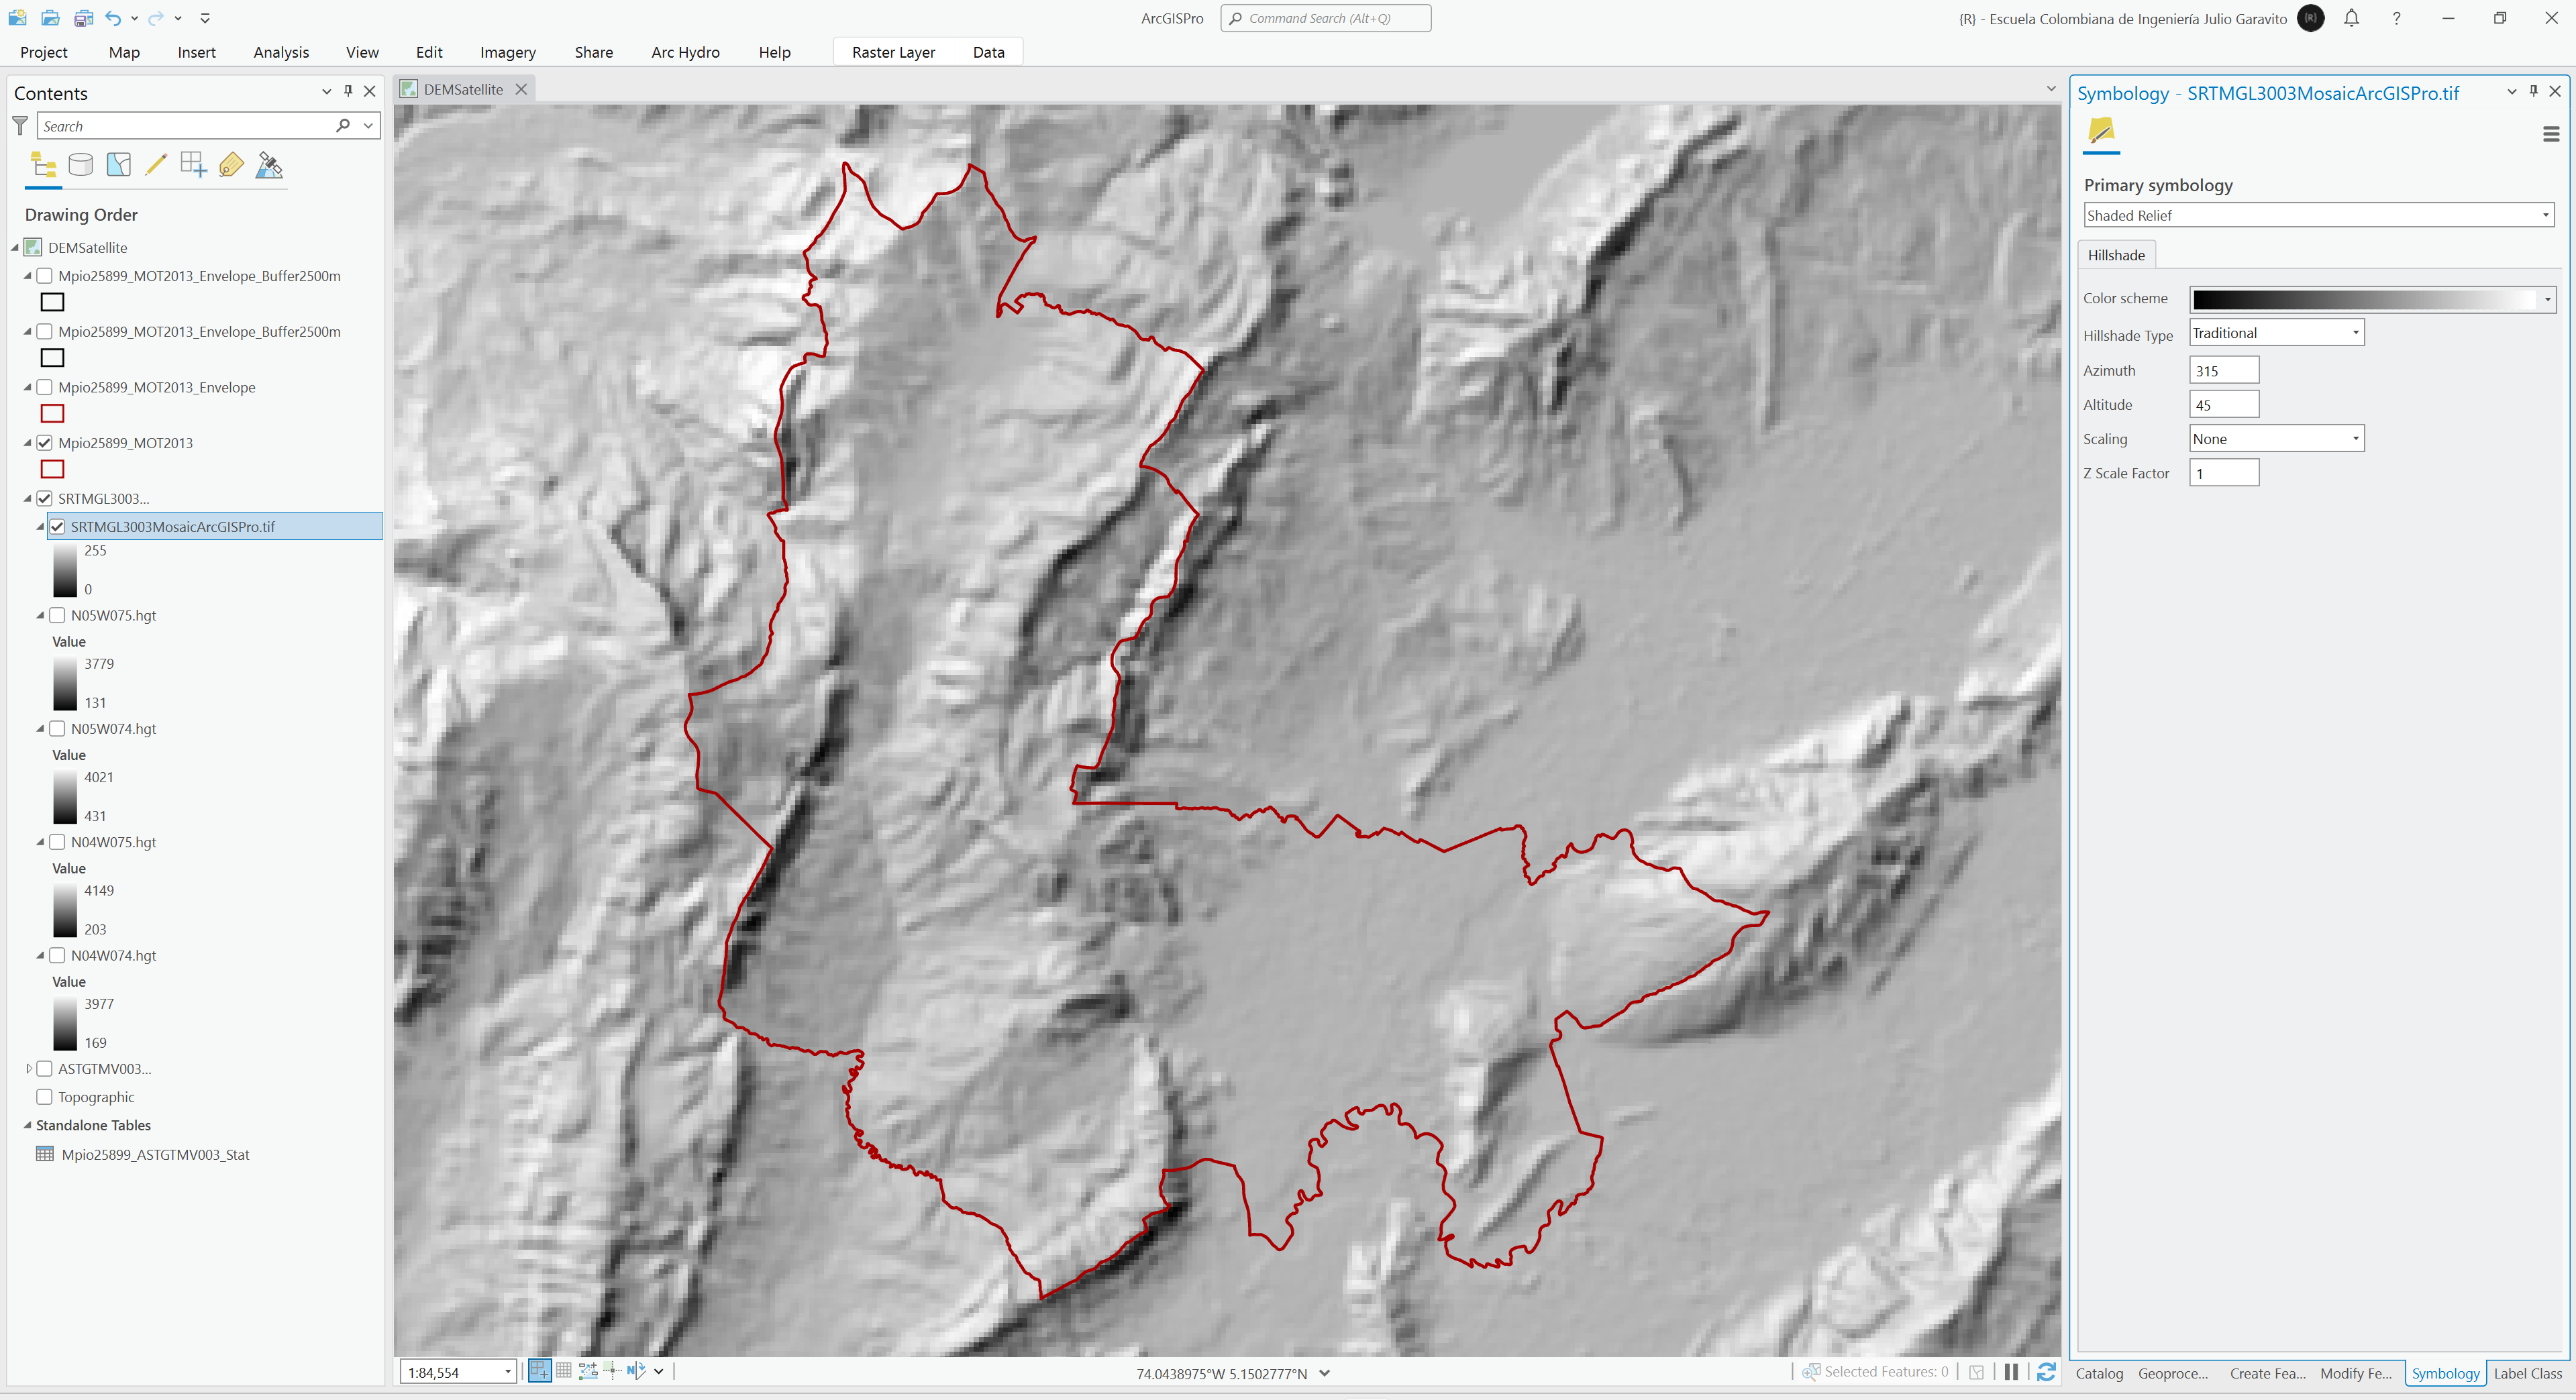 ArcGISPro
Command Search (Alt+Q)
{R} - Escuela Colombiana de Ingeniería Julio Garavito
{R}
?
Project Map Insert Analysis View Edit Imagery Share Arc Hydro Help Raster Layer Data
Contents
Search
Drawing Order
DEMSatellite
Mpio25899_MOT2013_Envelope_Buffer2500m
Mpio25899_MOT2013_Envelope_Buffer2500m
Mpio25899_MOT2013_Envelope
Mpio25899_MOT2013
SRTMGL3003...
SRTMGL3003MosaicArcGISPro.tif
255
0
N05W075.hgt
Value
3779
131
N05W074.hgt
Value
4021
431
N04W075.hgt
Value
4149
203
N04W074.hgt
Value
3977
169
ASTGTMV003...
Topographic
Standalone Tables
Mpio25899_ASTGTMV003_Stat
DEMSatellite
1:84,554
74.0438975°W 5.1502777°N
Selected Features: 0
Symbology - SRTMGL3003MosaicArcGISPro.tif
Primary symbology
Shaded Relief
Hillshade
Color scheme
Hillshade Type Traditional
Azimuth 315
Altitude 45
Scaling None
Z Scale Factor 1
Catalog Geoproce... Create Fea... Modify Fe... Symbology Label Class